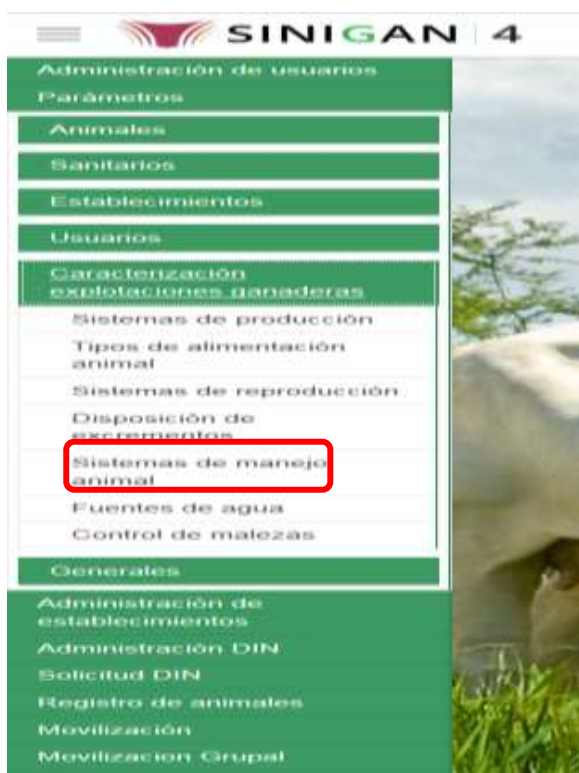 SINIGAN 4
Administración de usuarios
Parámetros
Animales
Sanitarios
Establecimientos
Usuarios
Caracterización
explotaciones ganaderas
Sistemas de producción
Tipos de alimentación
animal
Sistemas de reproducción
Disposición de
excrementos
Sistemas de manejo
animal
Fuentes de agua
Control de malezas
Generales
Administración de
establecimientos
Administración DIN
Solicitud DIN
Registro de animales
Movilización
Movilizacion Grupal